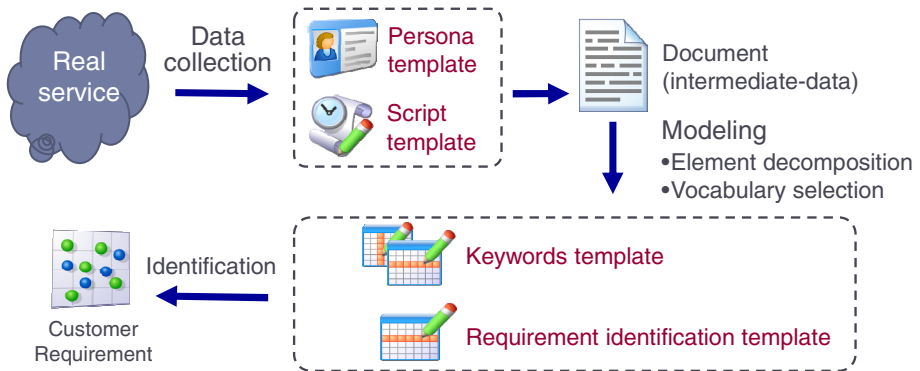 Real
service
Data
collection
Persona
template
Script
template
Document
(intermediate-data)
Modeling
•Element decomposition
•Vocabulary selection
Keywords template
Requirement identification template
Identification
Customer
Requirement